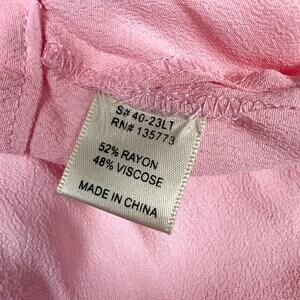 S# 40-23LT
RN# 135773
52% RAYON
48% VISCOSE
MADE IN CHINA